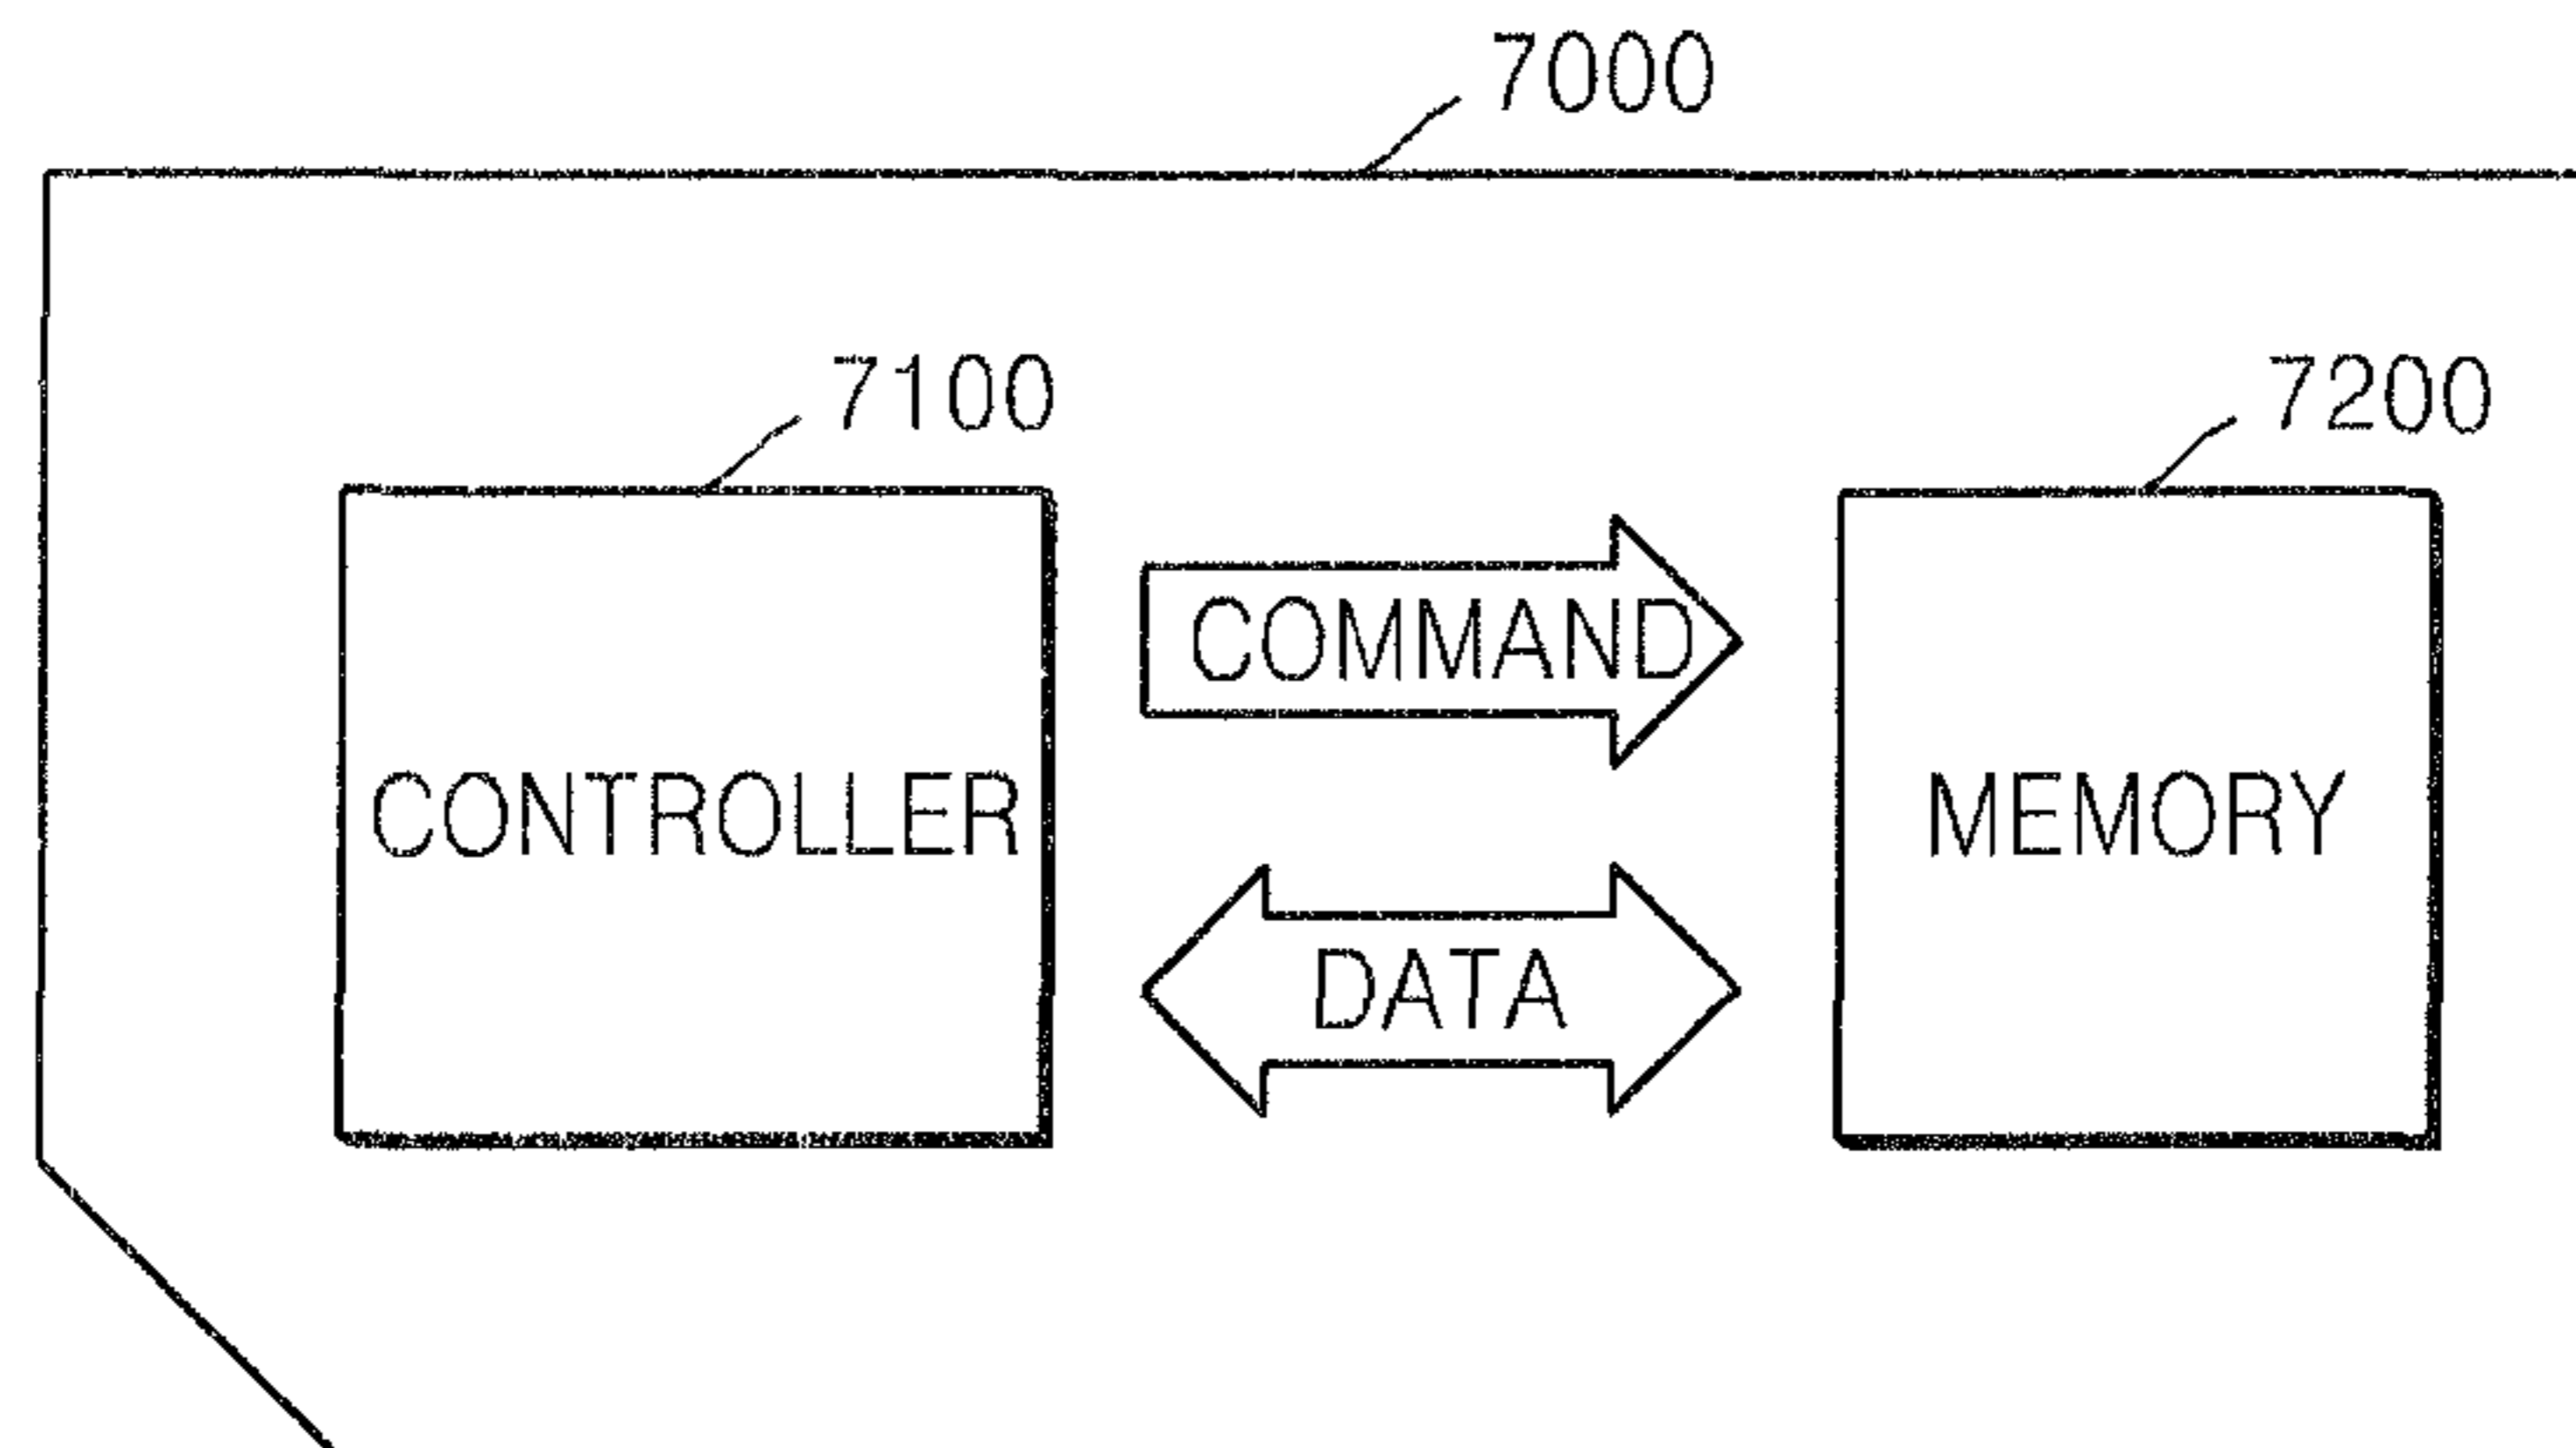 7000
7100
7200
COMMAND
CONTROLLER
MEMORY
DATA